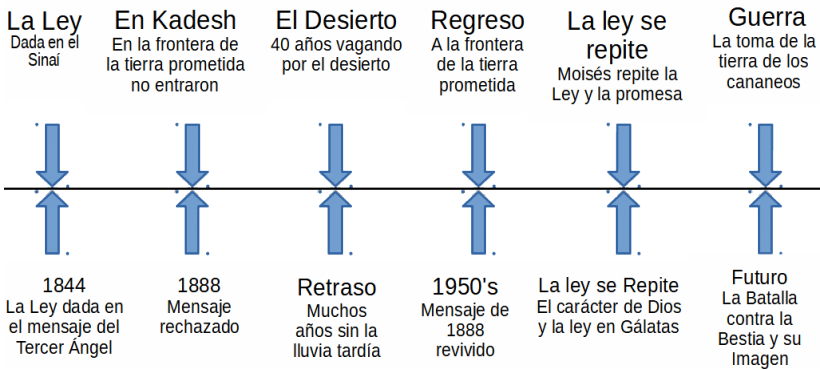 La Ley
Dada en el
Sinaí
En Kadesh
En la frontera de
la tierra prometida
no entraron
El Desierto
40 años vagando
por el desierto
Regreso
A la frontera
de la tierra
prometida
La ley se
repite
Moisés repite la
Ley y la promesa
Guerra
La toma de la
tierra de los
cananeos
1844
La Ley dada en
el mensaje del
Tercer Ángel
1888
Mensaje
rechazado
Retraso
Muchos
años sin la
lluvia tardía
1950's
Mensaje de
1888
revivido
La ley se Repite
El carácter de Dios
y la ley en Gálatas
Futuro
La Batalla
contra la
Bestia y su
Imagen